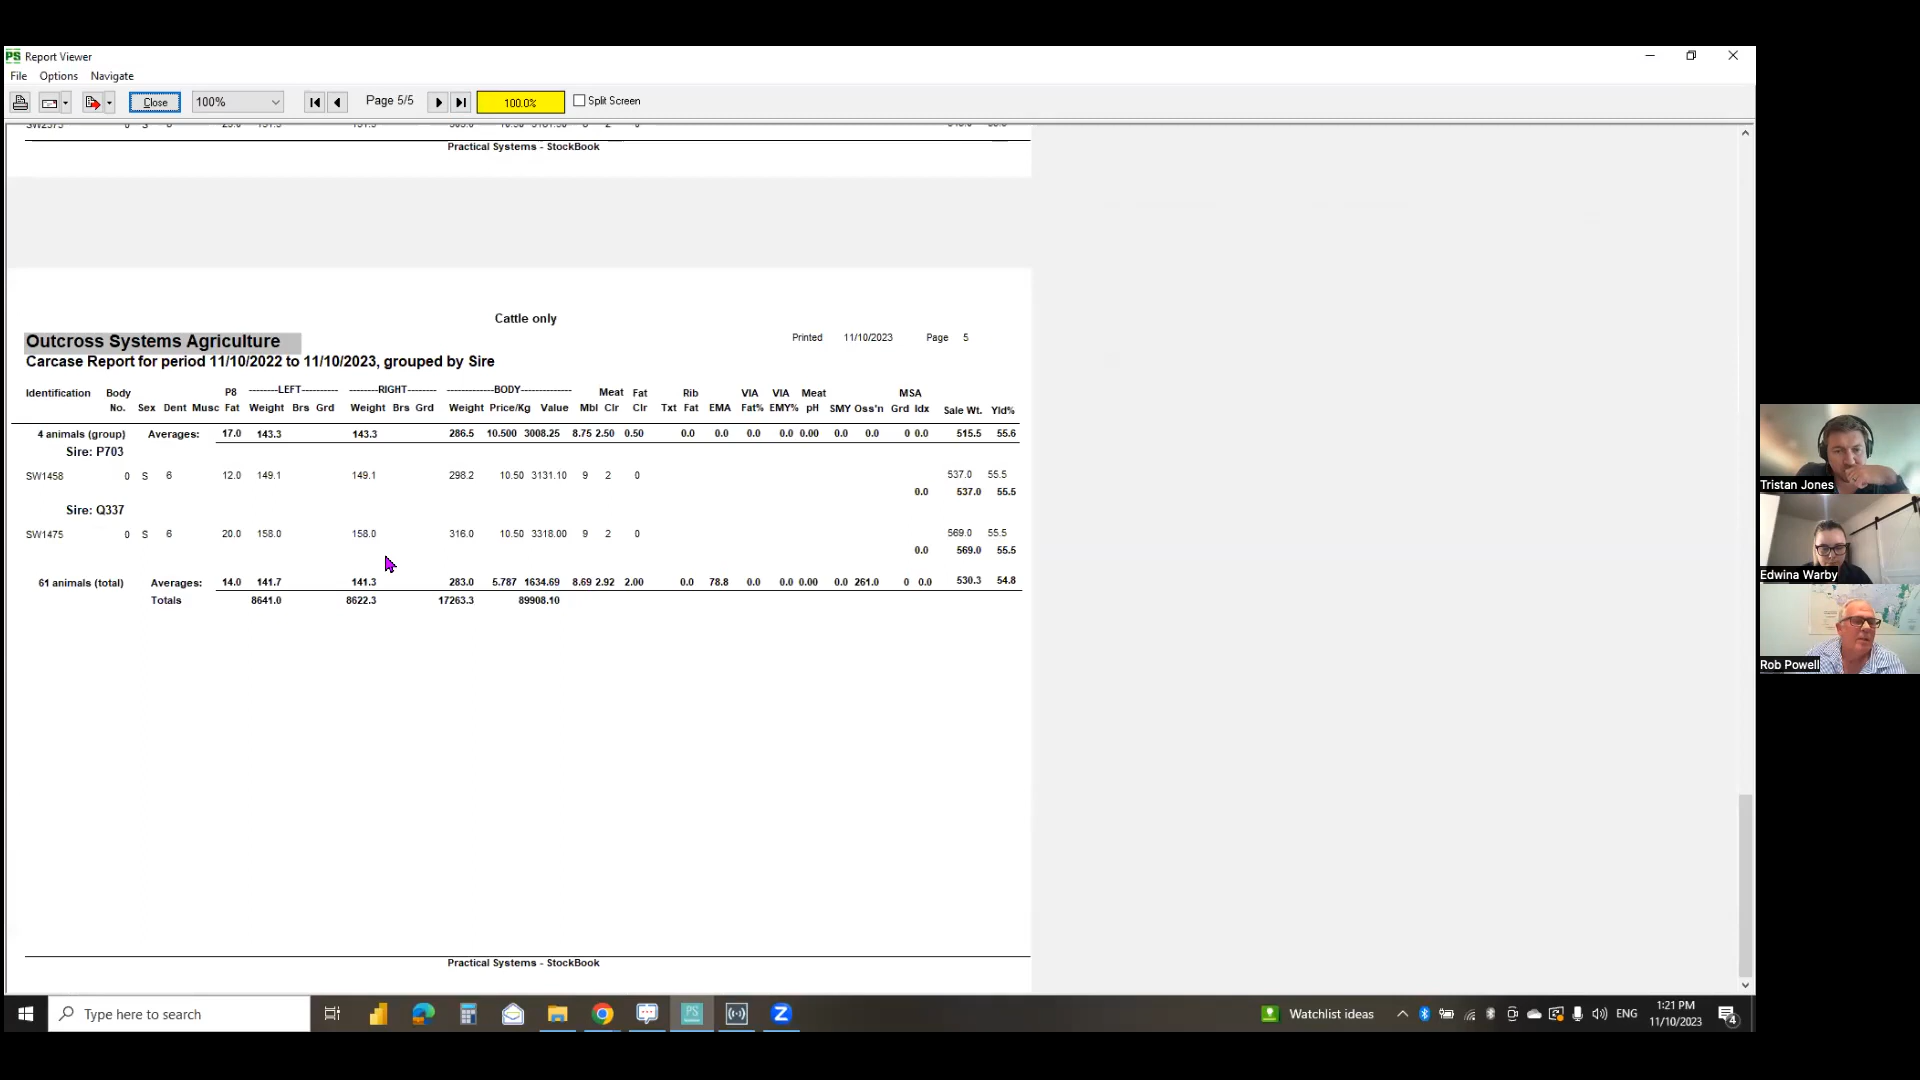 Report Viewer
File Options Navigate
Close 100% Page 5/5 100.0% Split Screen
Practical Systems - StockBook
Cattle only
Outcross Systems Agriculture
Printed 11/10/2023 Page 5
Carcase Report for period 11/10/2022 to 11/10/2023, grouped by Sire
Identification Body P8 --------LEFT---------- --------RIGHT-------- -------------BODY-------------- Meat Fat Rib VIA VIA Meat MSA
No. Sex Dent Musc Fat Weight Brs Grd Weight Brs Grd Weight Price/Kg Value Mbl Clr Clr Txt Fat EMA Fat% EMY% pH SMY Oss'n Grd Idx Sale Wt. Yld%
4 animals (group) Averages: 17.0 143.3 143.3 286.5 10.500 3008.25 8.75 2.50 0.50 0.0 0.0 0.0 0.0 0.00 0.0 0.0 0 0.0 515.5 55.6
Sire: P703
SW1458 0 S 6 12.0 149.1 149.1 298.2 10.50 3131.10 9 2 0 537.0 55.5
0.0 537.0 55.5
Sire: Q337
SW1475 0 S 6 20.0 158.0 158.0 316.0 10.50 3318.00 9 2 0 569.0 55.5
0.0 569.0 55.5
61 animals (total) Averages: 14.0 141.7 141.3 283.0 5.787 1634.69 8.69 2.92 2.00 0.0 78.8 0.0 0.0 0.00 0.0 261.0 0 0.0 530.3 54.8
Totals 8641.0 8622.3 17263.3 89908.10
Practical Systems - StockBook
Tristan Jones
Edwina Warby
Rob Powell
Type here to search
Watchlist ideas
ENG
1:21 PM
11/10/2023
4